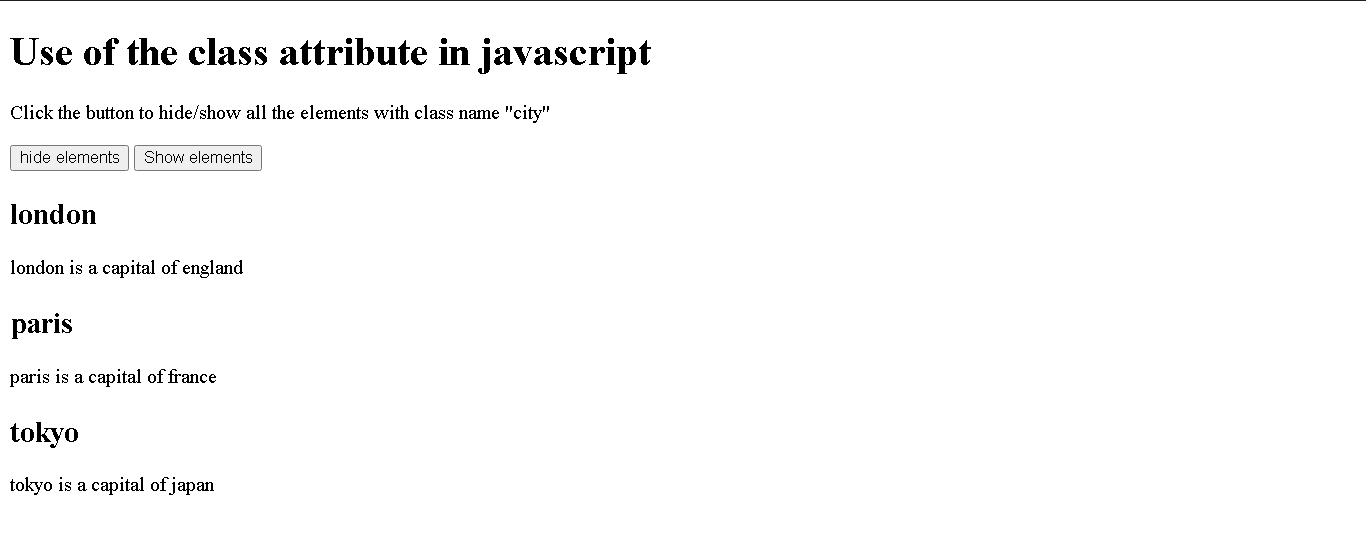 Use of the class attribute in javascript
Click the button to hide/show all the elements with class name "city"
hide elements Show elements
london
london is a capital of england
paris
paris is a capital of france
tokyo
tokyo is a capital of japan